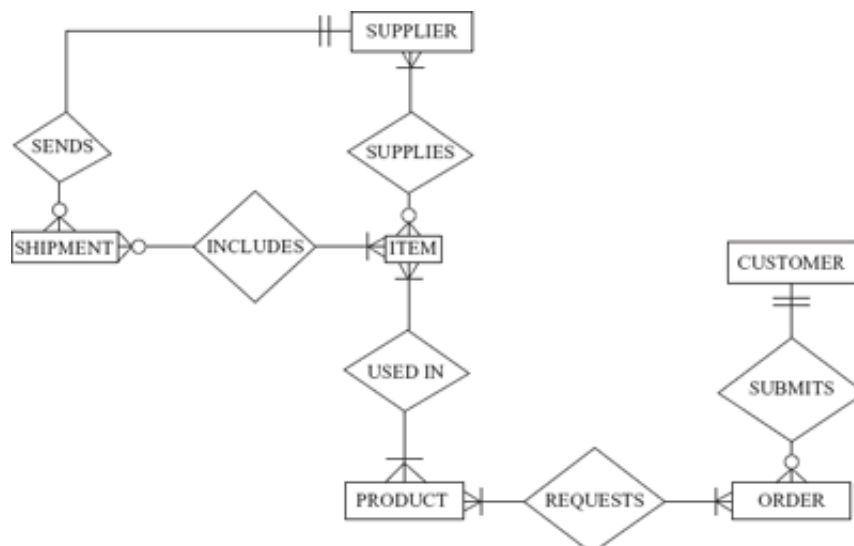 SUPPLIER
SENDS
SUPPLIES
SHIPMENT
INCLUDES
ITEM
CUSTOMER
USED IN
SUBMITS
PRODUCT
REQUESTS
ORDER